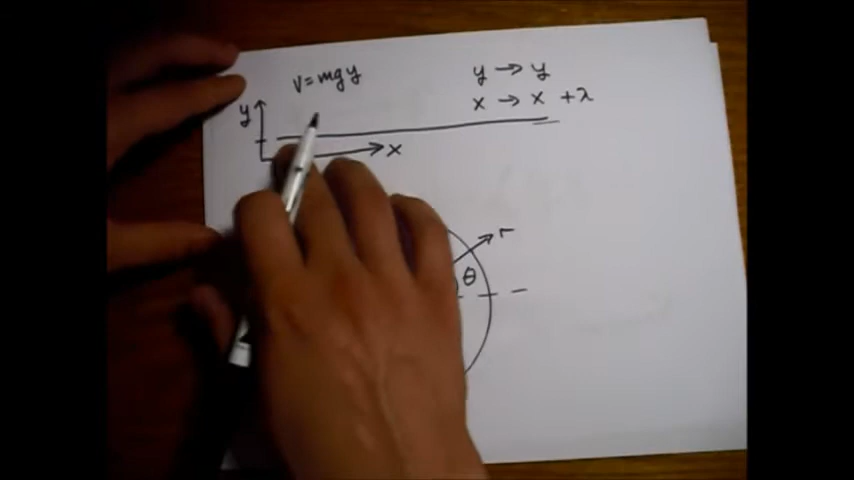 V=mgy
y → y
x → x + λ
y
x
r
θ